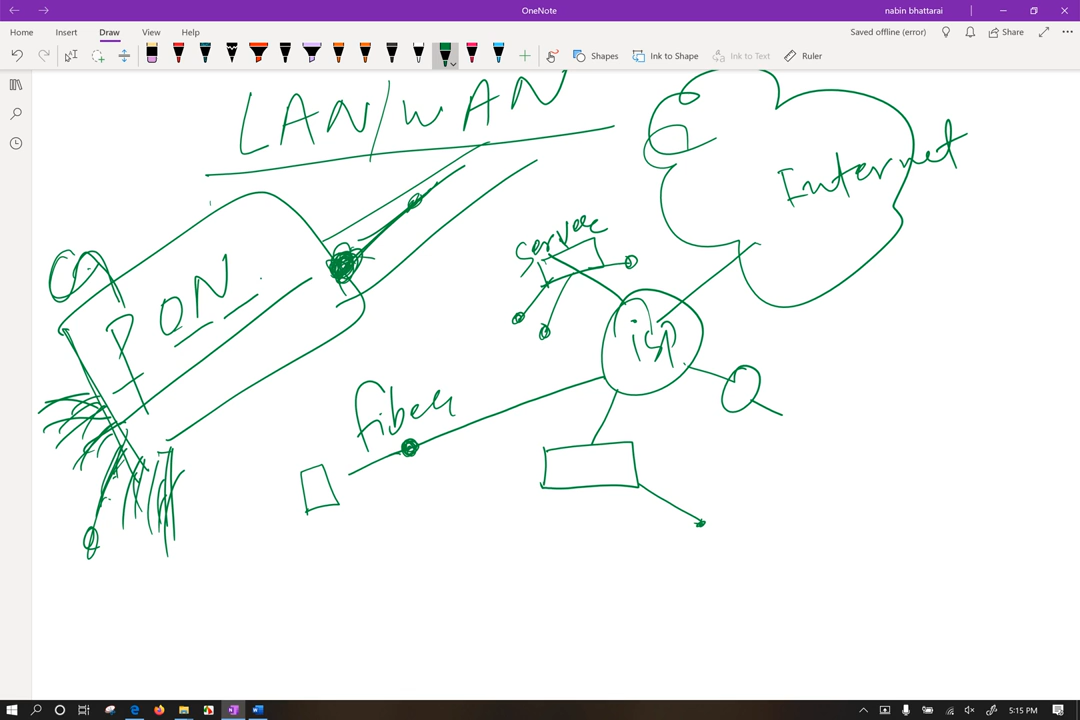 OneNote
nabin bhattarai
Home Insert Draw View Help
Saved offline (error)
Share
Shapes
Ink to Shape
Ink to Text
Ruler
LAN/WAN
Internet
Server
PON
isp
fiber
5:15 PM